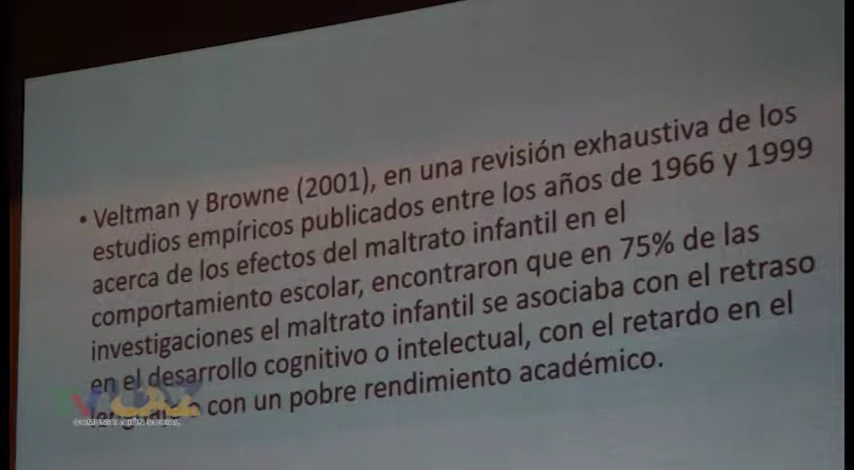 • Veltman y Browne (2001), en una revisión exhaustiva de los
estudios empíricos publicados entre los años de 1966 y 1999
acerca de los efectos del maltrato infantil en el
comportamiento escolar, encontraron que en 75% de las
investigaciones el maltrato infantil se asociaba con el retraso
en el desarrollo cognitivo o intelectual, con el retardo en el
lenguaje o con un pobre rendimiento académico.
COMUNICACIÓN SOCIAL